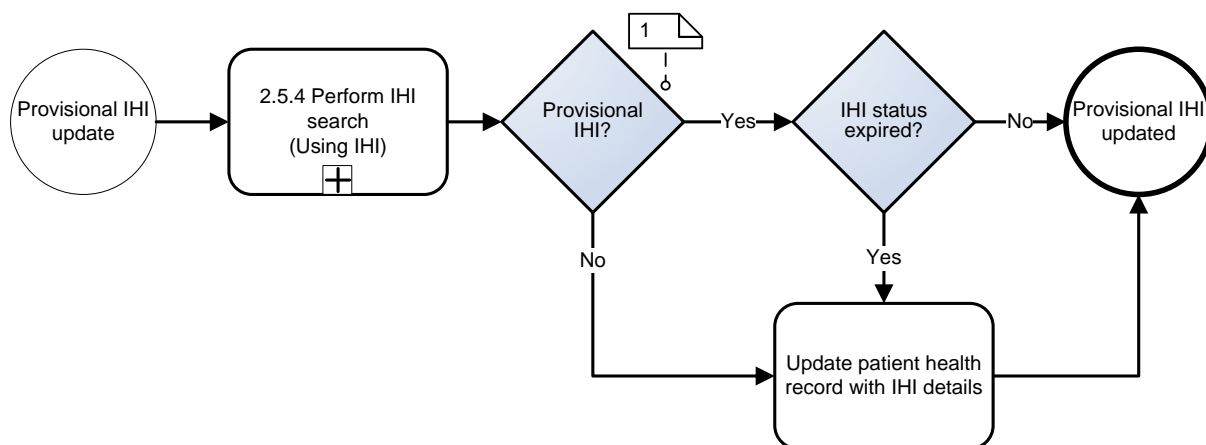 1
Provisional IHI
update
2.5.4 Perform IHI
search
(Using IHI)
Provisional
IHI?
Yes
IHI status
expired?
No
Provisional IHI
updated
No
Yes
Update patient health
record with IHI details